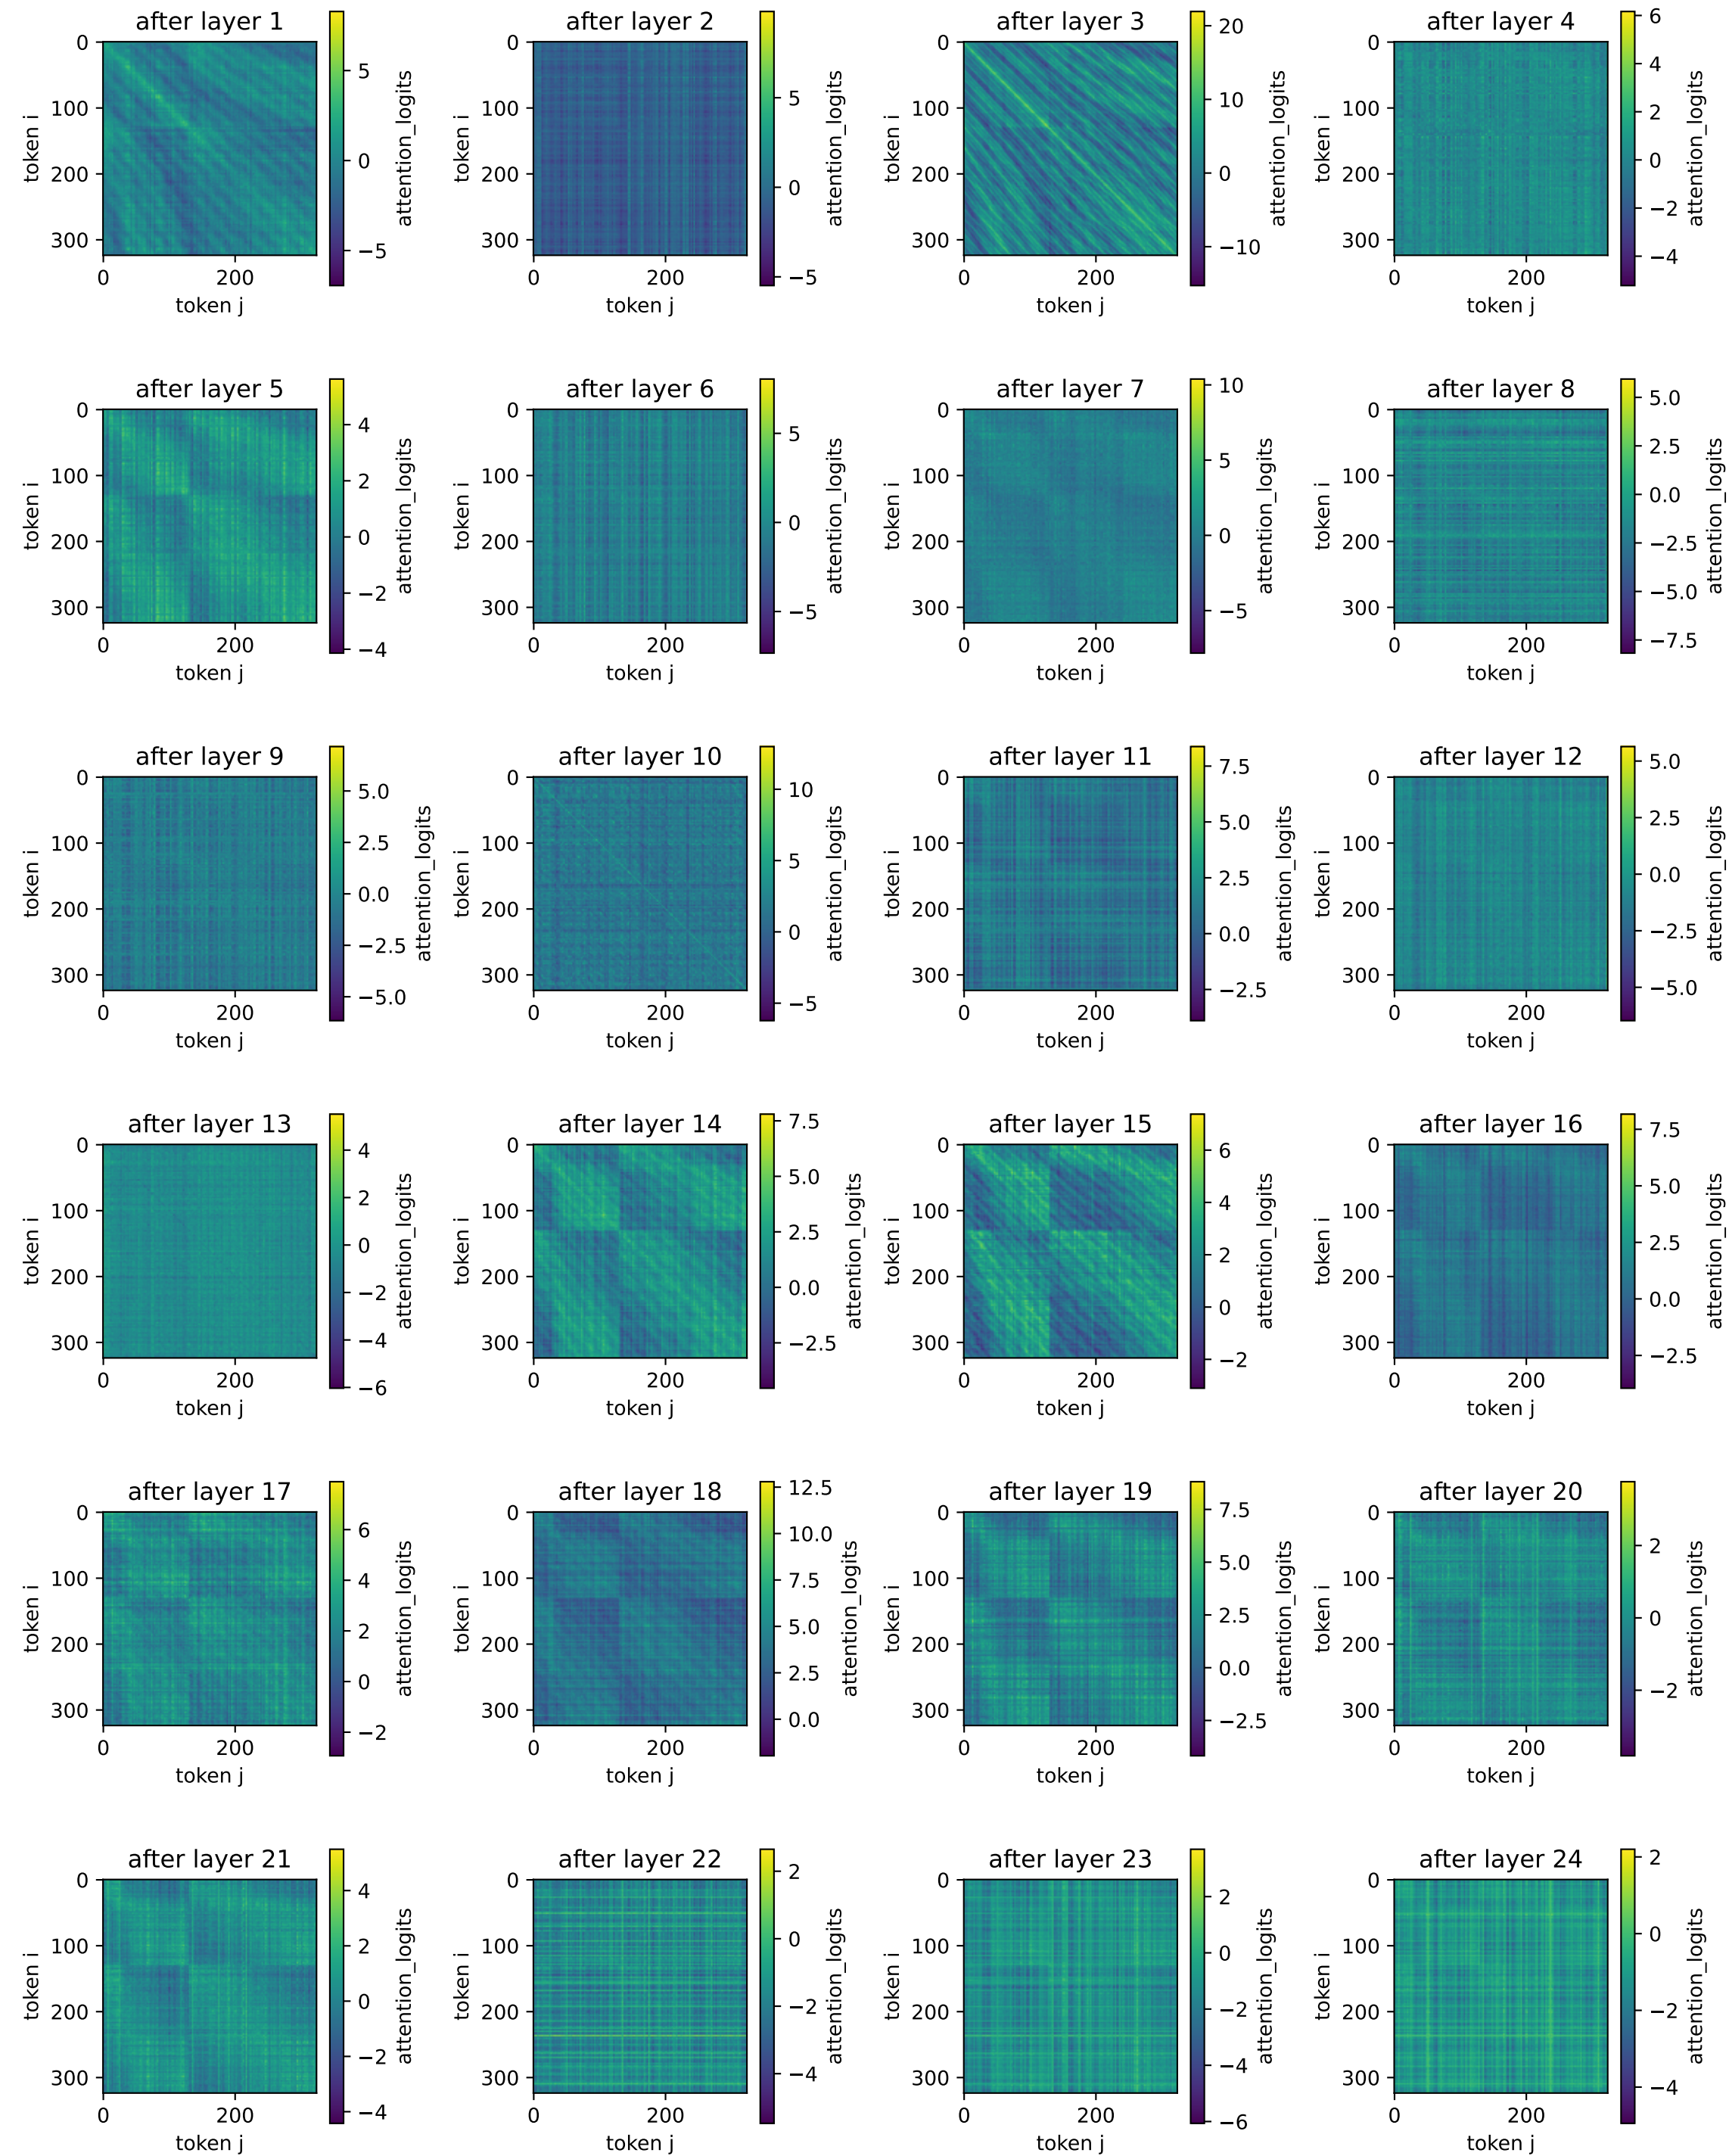 after layer 1
0
100
200
300
token i
0 200
token j
5
0
−5
attention_logits
after layer 2
0
100
200
300
token i
0 200
token j
5
0
−5
attention_logits
after layer 3
0
100
200
300
token i
0 200
token j
20
10
0
−10
attention_logits
after layer 4
0
100
200
300
token i
0 200
token j
6
4
2
0
−2
−4
attention_logits
after layer 5
0
100
200
300
token i
0 200
token j
4
2
0
−2
−4
attention_logits
after layer 6
0
100
200
300
token i
0 200
token j
5
0
−5
attention_logits
after layer 7
0
100
200
300
token i
0 200
token j
10
5
0
−5
attention_logits
after layer 8
0
100
200
300
token i
0 200
token j
5.0
2.5
0.0
−2.5
−5.0
−7.5
attention_logits
after layer 9
0
100
200
300
token i
0 200
token j
5.0
2.5
0.0
−2.5
−5.0
attention_logits
after layer 10
0
100
200
300
token i
0 200
token j
10
5
0
−5
attention_logits
after layer 11
0
100
200
300
token i
0 200
token j
7.5
5.0
2.5
0.0
−2.5
attention_logits
after layer 12
0
100
200
300
token i
0 200
token j
5.0
2.5
0.0
−2.5
−5.0
attention_logits
after layer 13
0
100
200
300
token i
0 200
token j
4
2
0
−2
−4
−6
attention_logits
after layer 14
0
100
200
300
token i
0 200
token j
7.5
5.0
2.5
0.0
−2.5
attention_logits
after layer 15
0
100
200
300
token i
0 200
token j
6
4
2
0
−2
attention_logits
after layer 16
0
100
200
300
token i
0 200
token j
7.5
5.0
2.5
0.0
−2.5
attention_logits
after layer 17
0
100
200
300
token i
0 200
token j
6
4
2
0
−2
attention_logits
after layer 18
0
100
200
300
token i
0 200
token j
12.5
10.0
7.5
5.0
2.5
0.0
attention_logits
after layer 19
0
100
200
300
token i
0 200
token j
7.5
5.0
2.5
0.0
−2.5
attention_logits
after layer 20
0
100
200
300
token i
0 200
token j
2
0
−2
attention_logits
after layer 21
0
100
200
300
token i
0 200
token j
4
2
0
−2
−4
attention_logits
after layer 22
0
100
200
300
token i
0 200
token j
2
0
−2
−4
attention_logits
after layer 23
0
100
200
300
token i
0 200
token j
2
0
−2
−4
−6
attention_logits
after layer 24
0
100
200
300
token i
0 200
token j
2
0
−2
−4
attention_logits